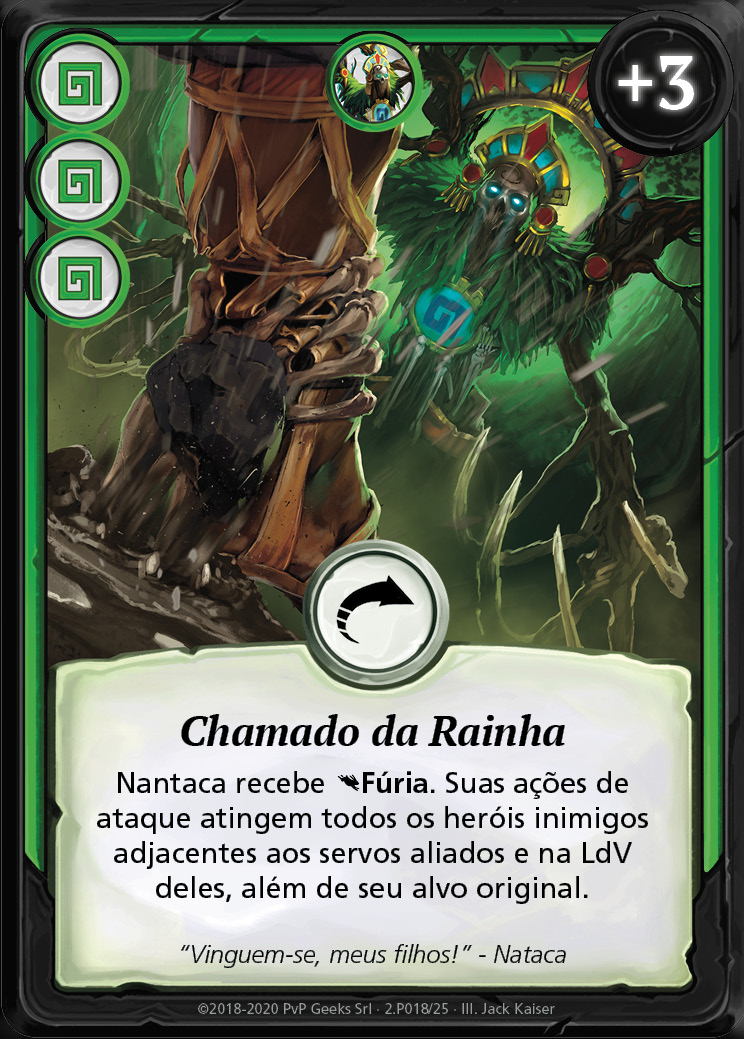 +3
Chamado da Rainha
Nantaca recebe Fúria. Suas ações de
ataque atingem todos os heróis inimigos
adjacentes aos servos aliados e na LdV
deles, além de seu alvo original.
“Vinguem-se, meus filhos!” - Nataca
©2018-2020 PvP Geeks Srl · 2.P018/25 · Ill. Jack Kaiser